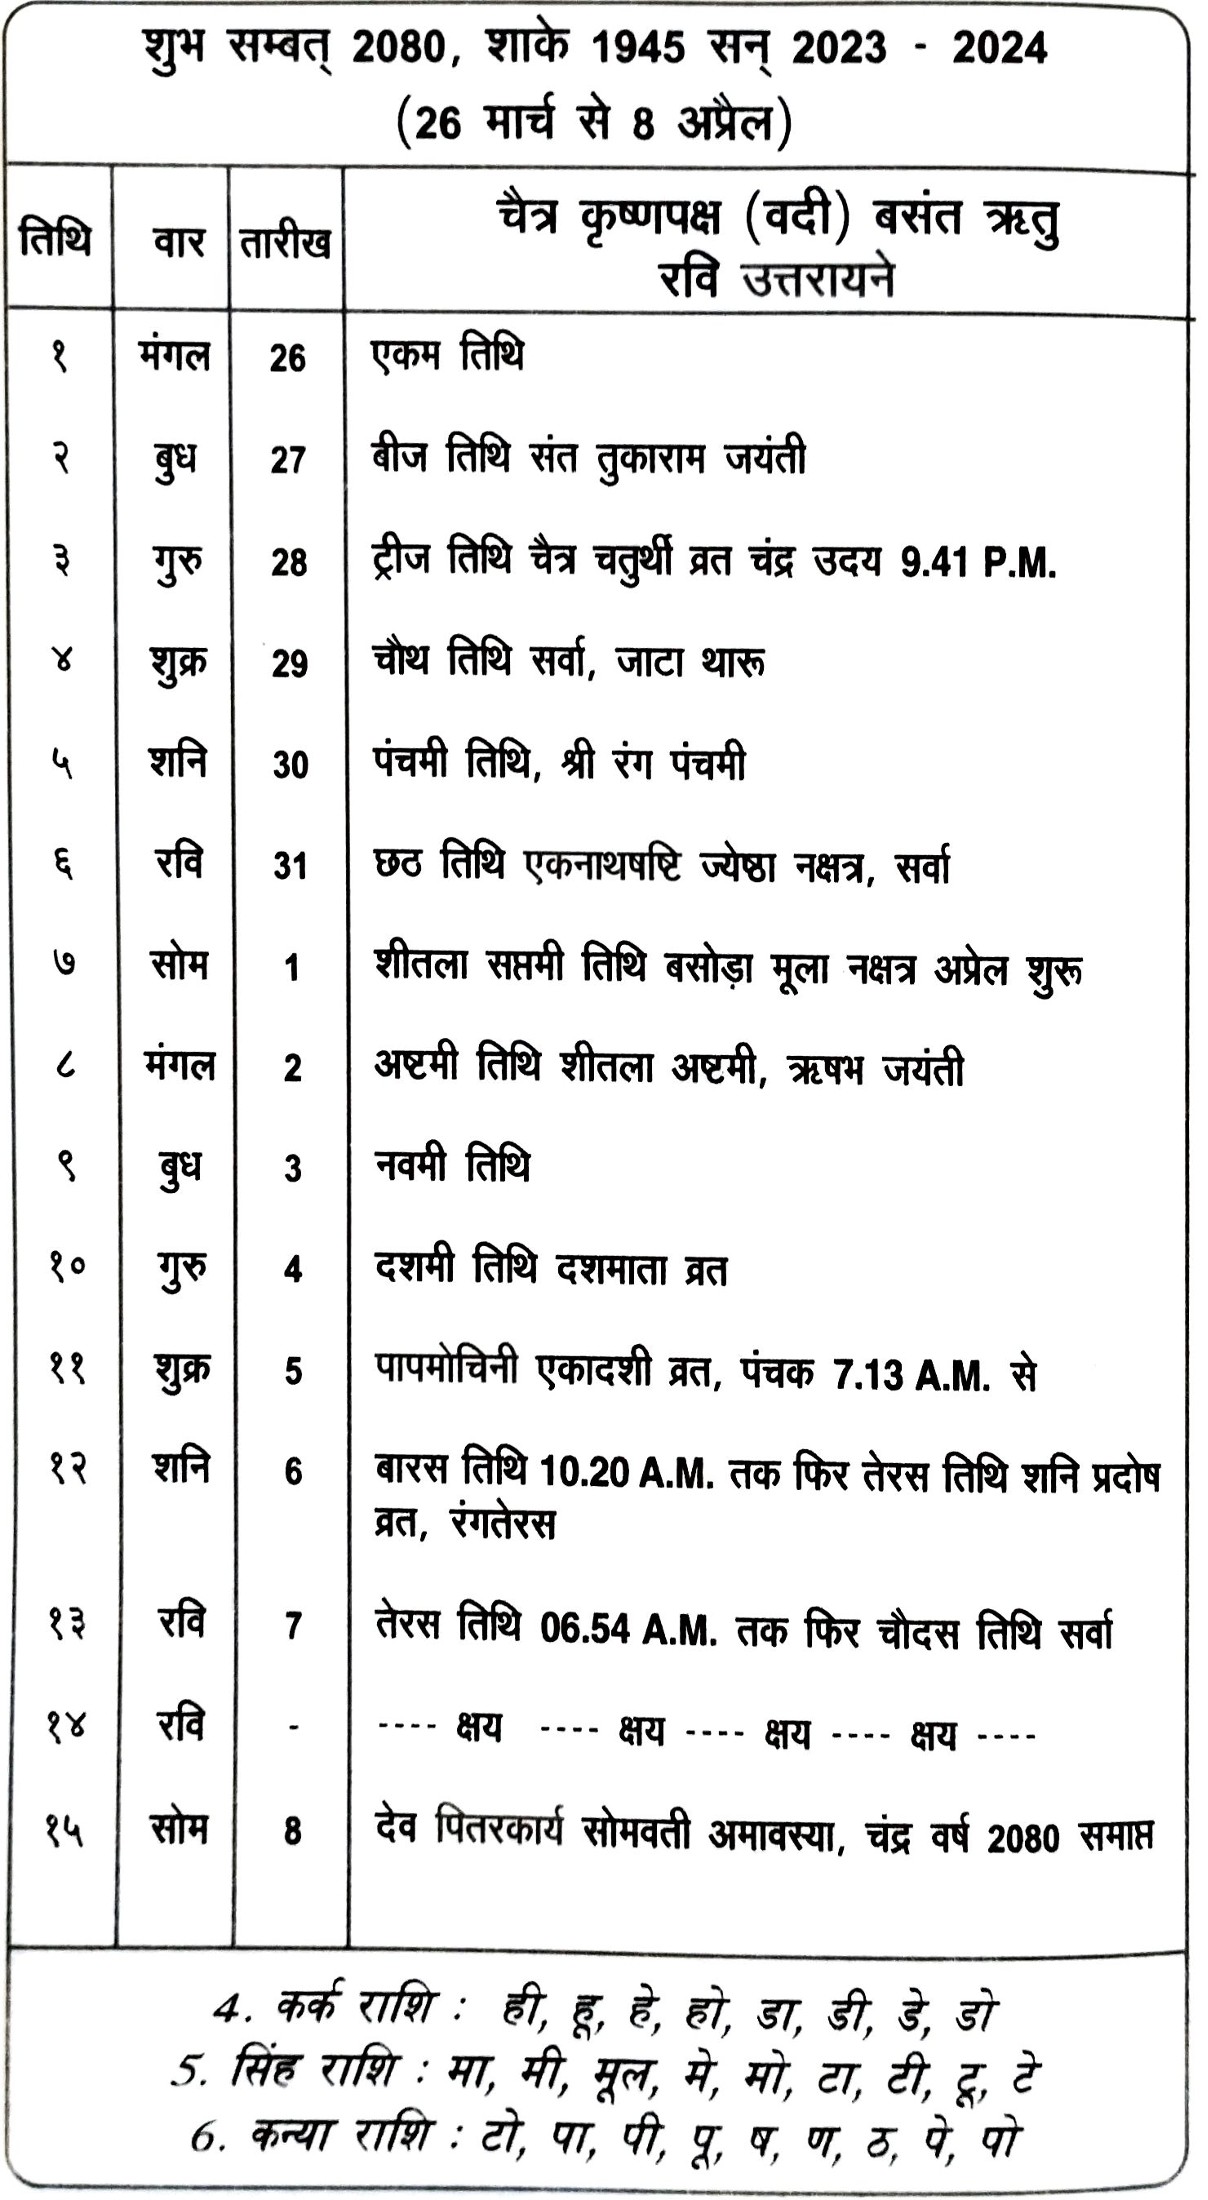 शुभ सम्बत् 2080, शाके 1945 सन् 2023 - 2024
(26 मार्च से 8 अप्रैल)
तिथि वार तारीख चैत्र कृष्णपक्ष (वदी) बसंत ऋतु
रवि उत्तरायने
१ मंगल 26 एकम तिथि
२ बुध 27 बीज तिथि संत तुकाराम जयंती
३ गुरु 28 ट्रीज तिथि चैत्र चतुर्थी व्रत चंद्र उदय 9.41 P.M.
४ शुक्र 29 चौथ तिथि सर्वा, जाटा थारू
५ शनि 30 पंचमी तिथि, श्री रंग पंचमी
६ रवि 31 छठ तिथि एकनाथषष्टि ज्येष्ठा नक्षत्र, सर्वा
७ सोम 1 शीतला सप्तमी तिथि बसोड़ा मूला नक्षत्र अप्रेल शुरू
८ मंगल 2 अष्टमी तिथि शीतला अष्टमी, ऋषभ जयंती
९ बुध 3 नवमी तिथि
१० गुरु 4 दशमी तिथि दशमाता व्रत
११ शुक्र 5 पापमोचिनी एकादशी व्रत, पंचक 7.13 A.M. से
१२ शनि 6 बारस तिथि 10.20 A.M. तक फिर तेरस तिथि शनि प्रदोष
व्रत, रंगतेरस
१३ रवि 7 तेरस तिथि 06.54 A.M. तक फिर चौदस तिथि सर्वा
१४ रवि - ---- क्षय ---- क्षय ---- क्षय ---- क्षय ----
१५ सोम 8 देव पितरकार्य सोमवती अमावस्या, चंद्र वर्ष 2080 समाप्त
4. कर्क राशि : ही, हू, हे, हो, डा, डी, डे, डो
5. सिंह राशि : मा, मी, मूल, मे, मो, टा, टी, टू, टे
6. कन्या राशि : टो, पा, पी, पू, ष, ण, ठ, पे, पो